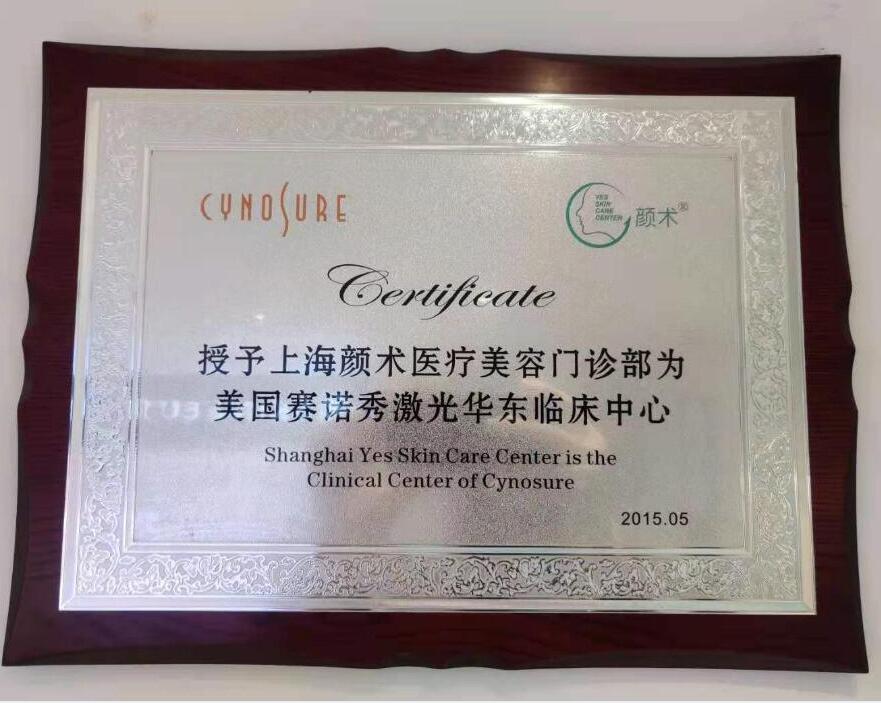 CYNOSURE
YES
SKIN
CARE
CENTER
颜术
Certificate
授予上海颜术医疗美容门诊部为
美国赛诺秀激光华东临床中心
Shanghai Yes Skin Care Center is the
Clinical Center of Cynosure
2015.05